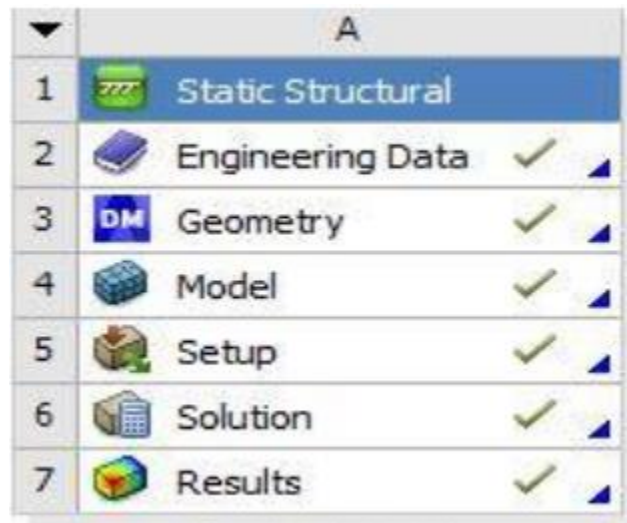 A
1 Static Structural
2 Engineering Data
3 DM Geometry
4 Model
5 Setup
6 Solution
7 Results